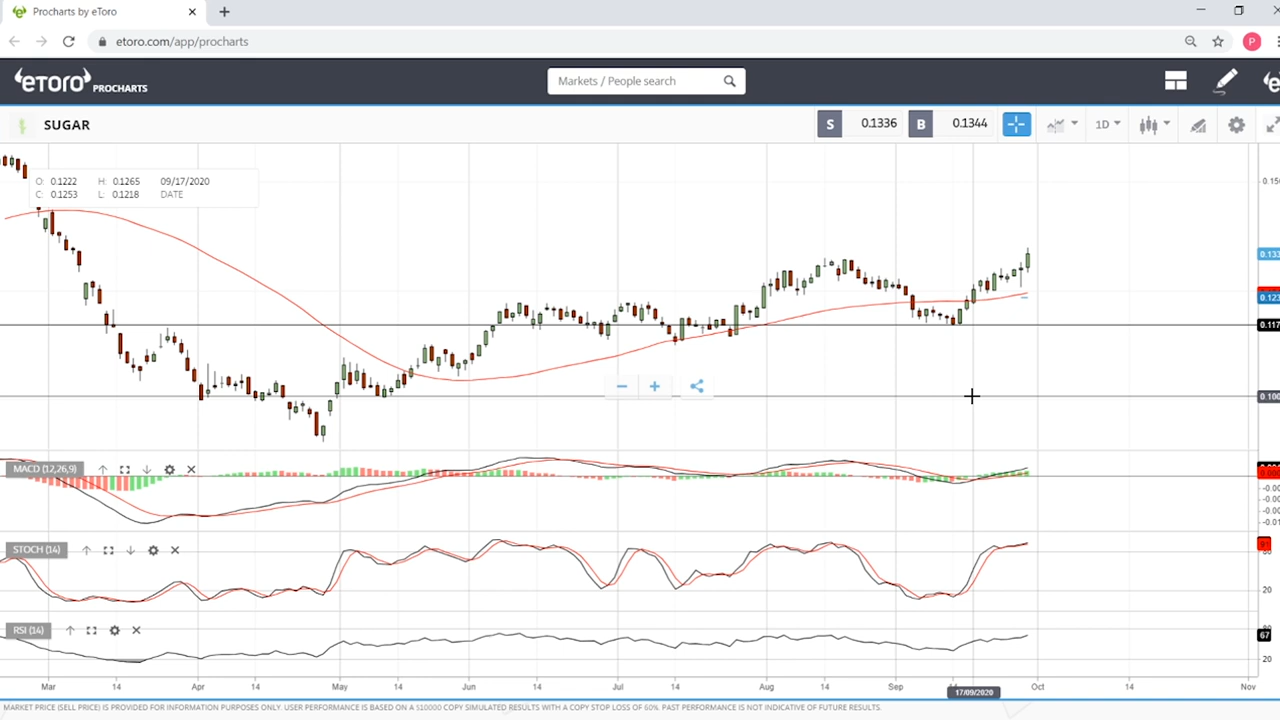 Procharts by eToro
etoro.com/app/procharts
P
eToro PROCHARTS
Markets / People search
SUGAR
S 0.1336 B 0.1344
1D
O: 0.1222 H: 0.1265 09/17/2020
C: 0.1253 L: 0.1218 DATE
MACD (12,26,9)
STOCH (14)
20
RSI (14)
80
67
20
Mar 14 Apr 14 May 14 Jun 14 Jul 14 Aug 14 Sep 17/09/2020 Oct 14 Nov
MARKET PRICE (SELL PRICE) IS PROVIDED FOR INFORMATION PURPOSES ONLY. USER PERFORMANCE IS BASED ON A $10000 COPY SIMULATED RESULTS WITH A COPY STOP LOSS OF 60%. PAST PERFORMANCE IS NOT INDICATIVE OF FUTURE RESULTS.